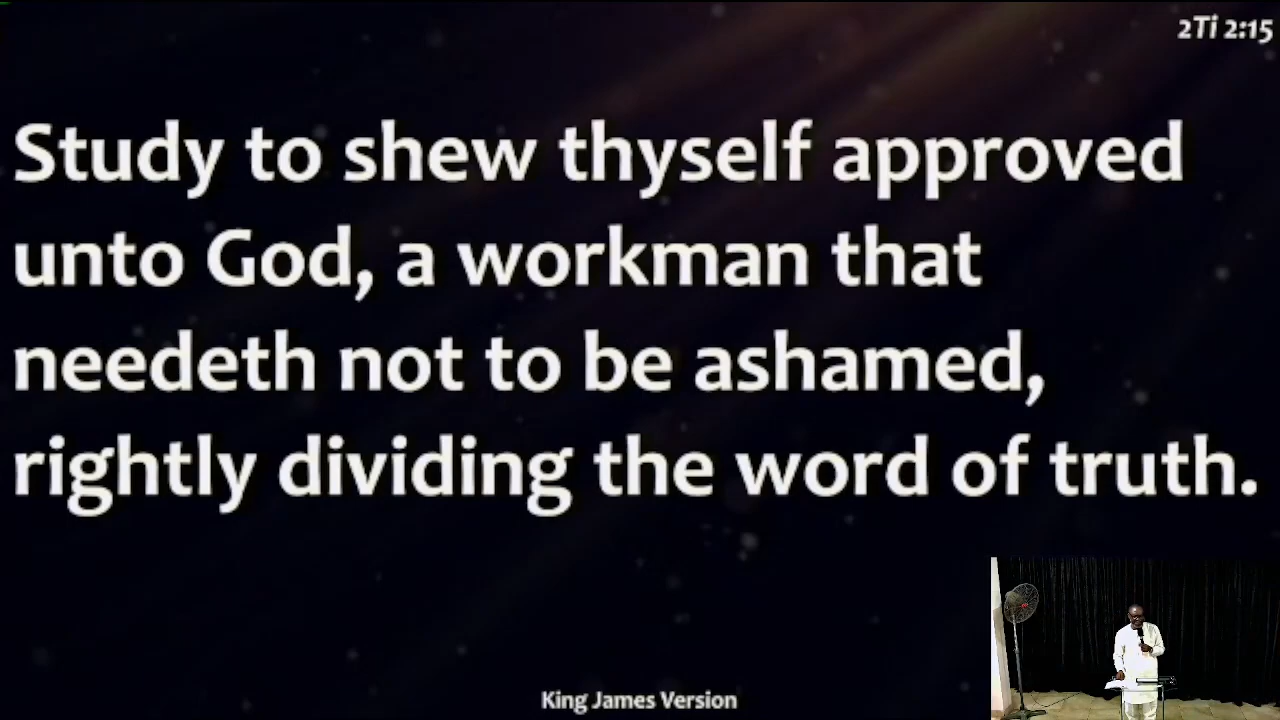 2Ti 2:15
Study to shew thyself approved
unto God, a workman that
needeth not to be ashamed,
rightly dividing the word of truth.
King James Version